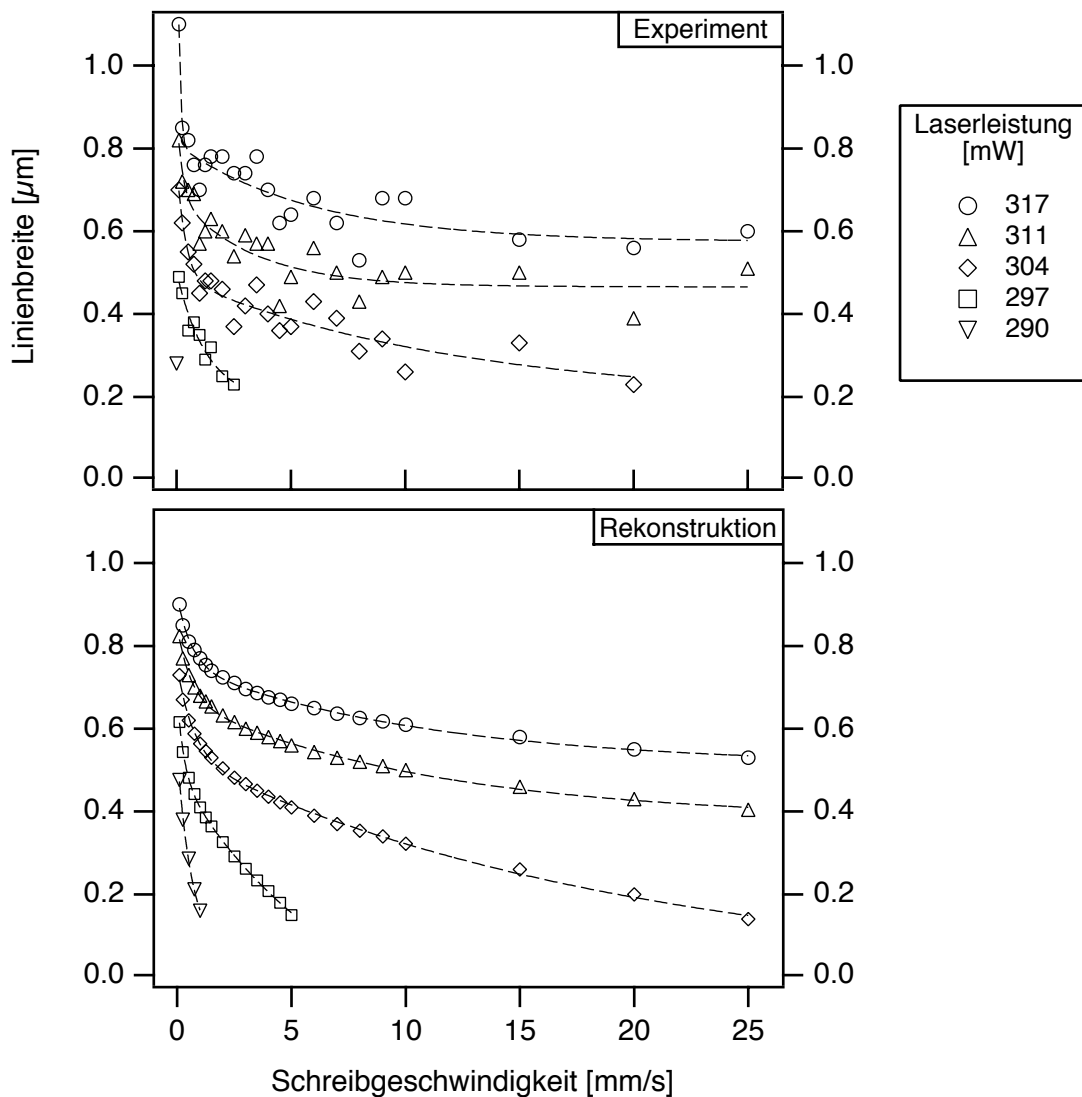 Experiment
1.0 1.0
0.8 0.8
0.6 0.6
0.4 0.4
0.2 0.2
0.0 0.0
Linienbreite [µm]
Laserleistung
[mW]
317
311
304
297
290
Rekonstruktion
1.0 1.0
0.8 0.8
0.6 0.6
0.4 0.4
0.2 0.2
0.0 0.0
0 5 10 15 20 25
Schreibgeschwindigkeit [mm/s]